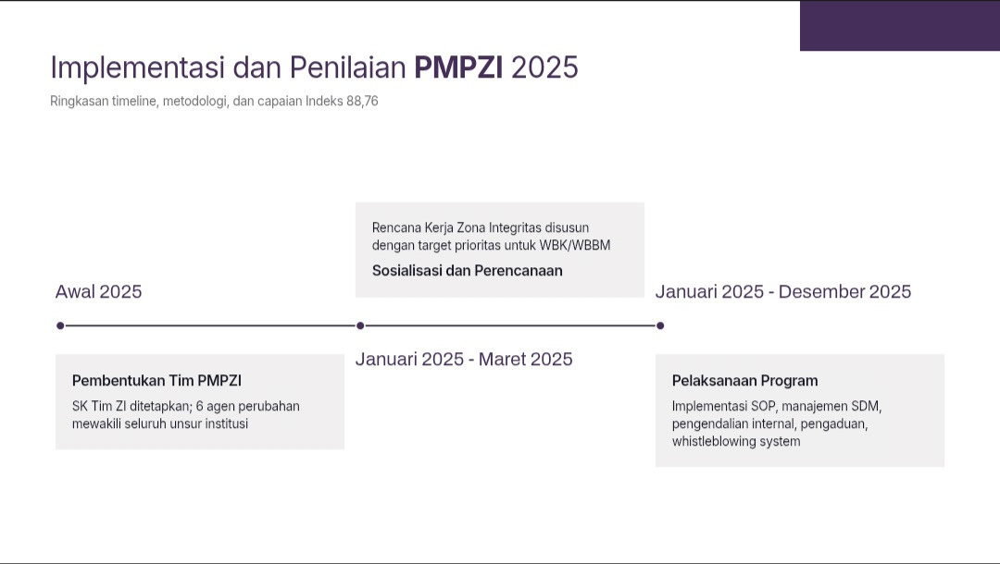 Implementasi dan Penilaian PMPZI 2025
Ringkasan timeline, metodologi, dan capaian Indeks 88,76
Awal 2025
Pembentukan Tim PMPZI
SK Tim ZI ditetapkan; 6 agen perubahan
mewakili seluruh unsur institusi
Rencana Kerja Zona Integritas disusun
dengan target prioritas untuk WBK/WBBM
Sosialisasi dan Perencanaan
Januari 2025 - Maret 2025
Januari 2025 - Desember 2025
Pelaksanaan Program
Implementasi SOP, manajemen SDM,
pengendalian internal, pengaduan,
whistleblowing system